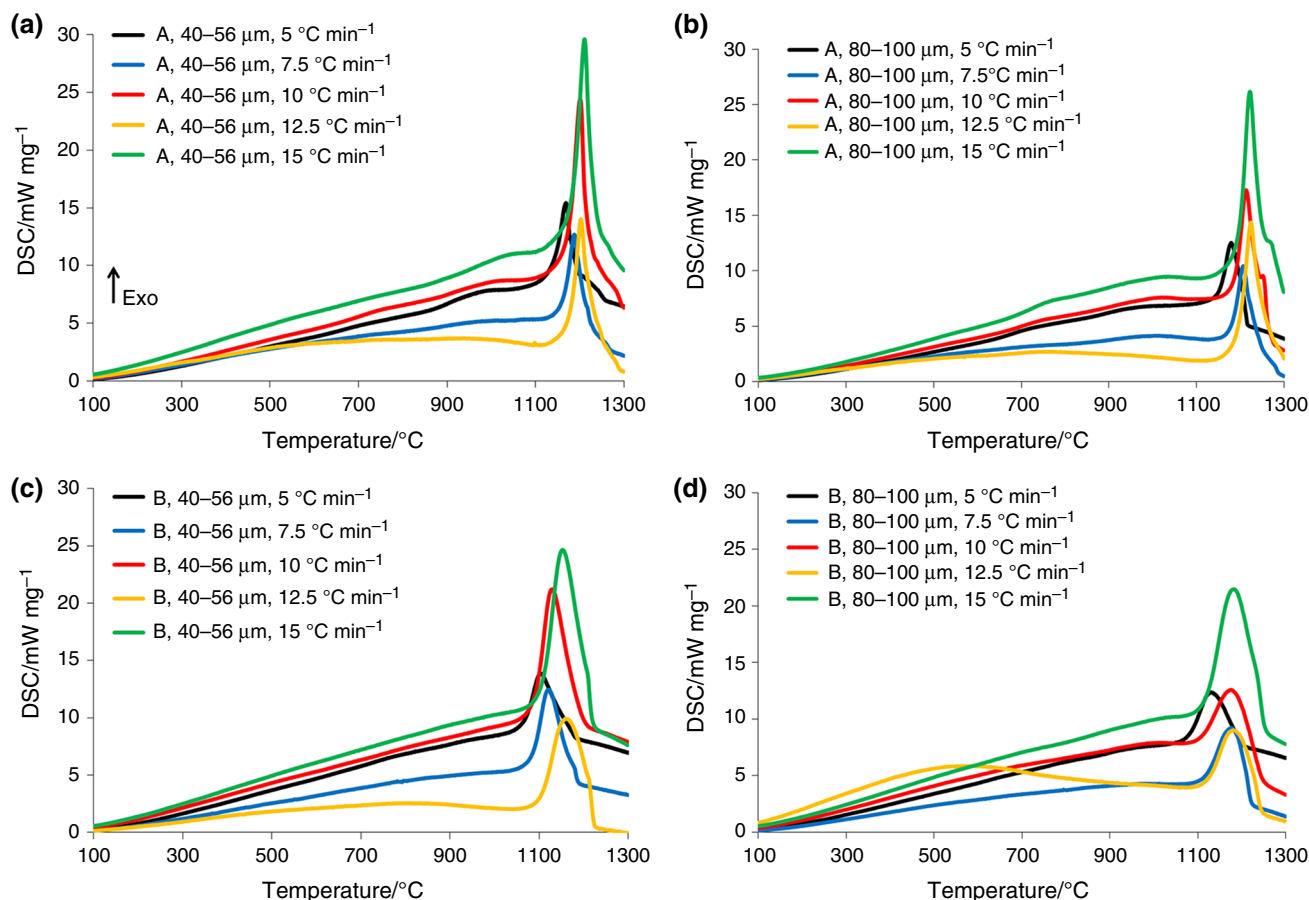 (a)
A, 40–56 μm, 5 °C min⁻¹
A, 40–56 μm, 7.5 °C min⁻¹
A, 40–56 μm, 10 °C min⁻¹
A, 40–56 μm, 12.5 °C min⁻¹
A, 40–56 μm, 15 °C min⁻¹
30
25
20
15
10
5
0
DSC/mW mg⁻¹
Exo
100 300 500 700 900 1100 1300
Temperature/°C
(b)
A, 80–100 μm, 5 °C min⁻¹
A, 80–100 μm, 7.5°C min⁻¹
A, 80–100 μm, 10 °C min⁻¹
A, 80–100 μm, 12.5 °C min⁻¹
A, 80–100 μm, 15 °C min⁻¹
30
25
20
15
10
5
0
DSC/mW mg⁻¹
100 300 500 700 900 1100 1300
Temperature/°C
(c)
B, 40–56 μm, 5 °C min⁻¹
B, 40–56 μm, 7.5 °C min⁻¹
B, 40–56 μm, 10 °C min⁻¹
B, 40–56 μm, 12.5 °C min⁻¹
B, 40–56 μm, 15 °C min⁻¹
30
25
20
15
10
5
0
DSC/mW mg⁻¹
100 300 500 700 900 1100 1300
Temperature/°C
(d)
B, 80–100 μm, 5 °C min⁻¹
B, 80–100 μm, 7.5 °C min⁻¹
B, 80–100 μm, 10 °C min⁻¹
B, 80–100 μm, 12.5 °C min⁻¹
B, 80–100 μm, 15 °C min⁻¹
30
25
20
15
10
5
0
DSC/mW mg⁻¹
100 300 500 700 900 1100 1300
Temperature/°C